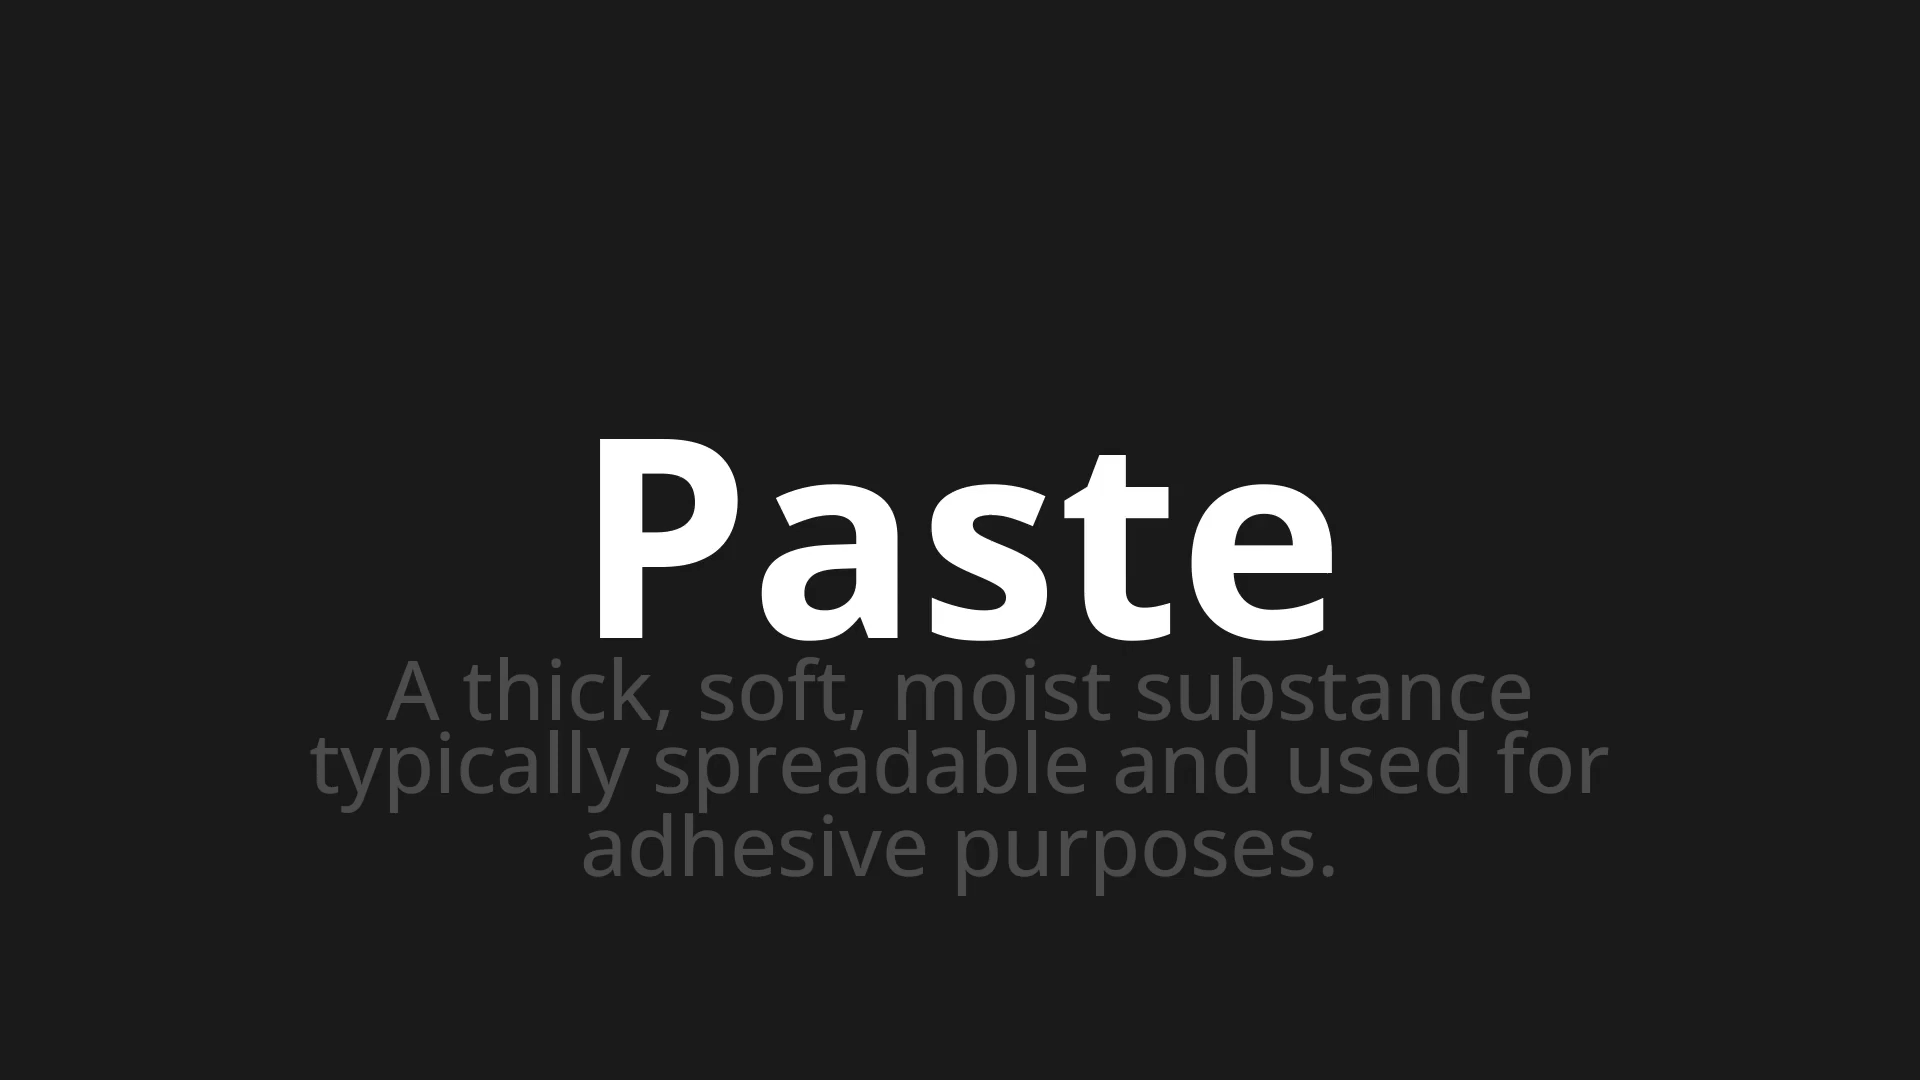 Paste
A thick, soft, moist substance
typically spreadable and used for
adhesive purposes.